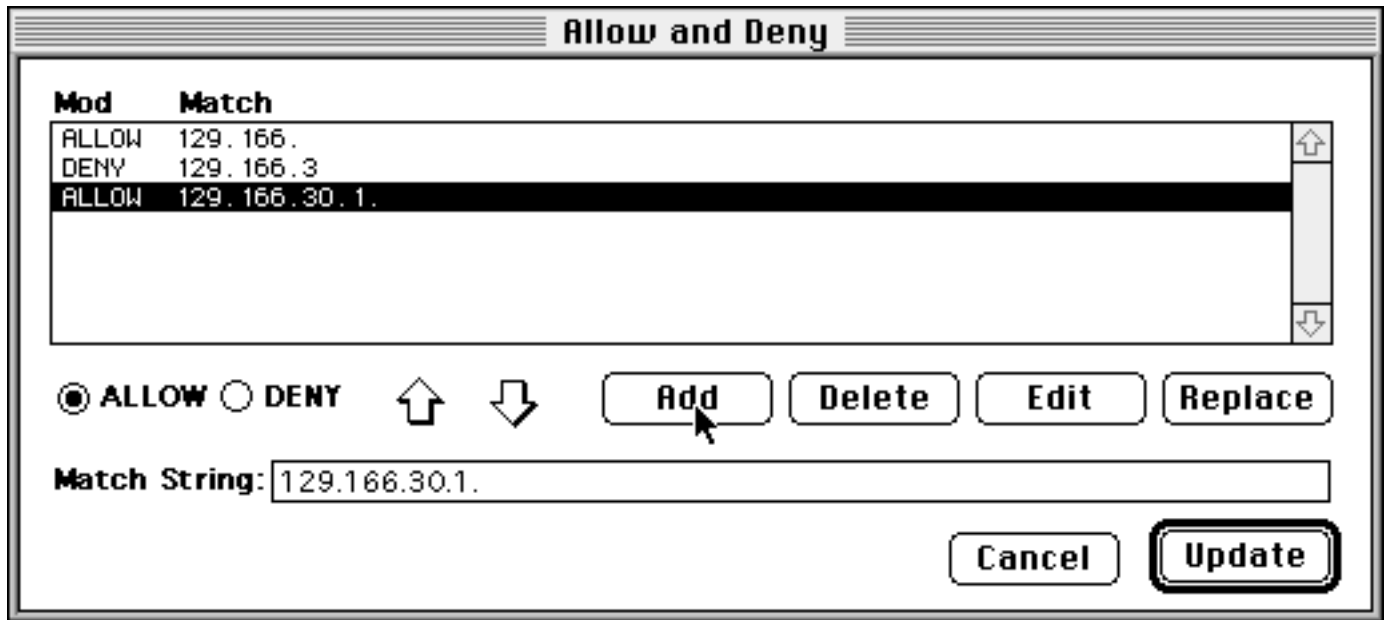 Allow and Deny
Mod Match
ALLOW 129.166.
DENY 129.166.3
ALLOW 129.166.30.1.
ALLOW DENY Add Delete Edit Replace
Match String: 129.166.30.1.
Cancel Update